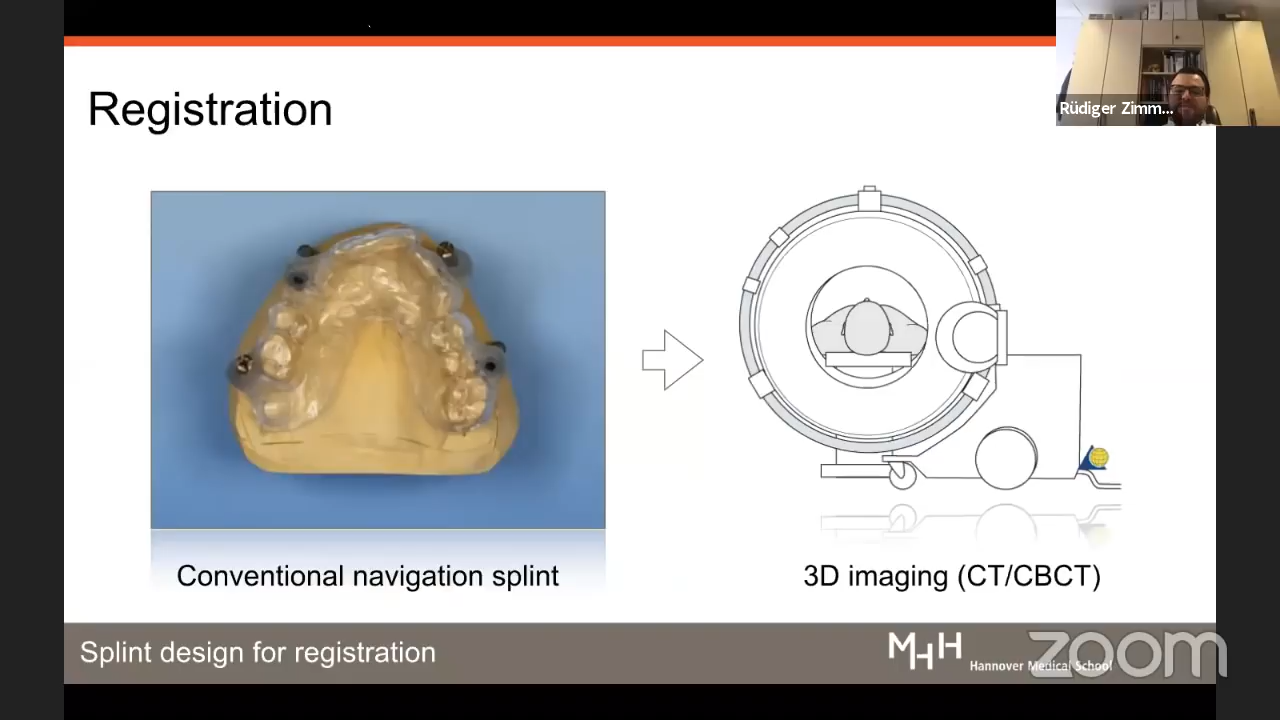 Registration
Rüdiger Zimm...
Conventional navigation splint
3D imaging (CT/CBCT)
Splint design for registration
MHH
Hannover Medical School
zoom